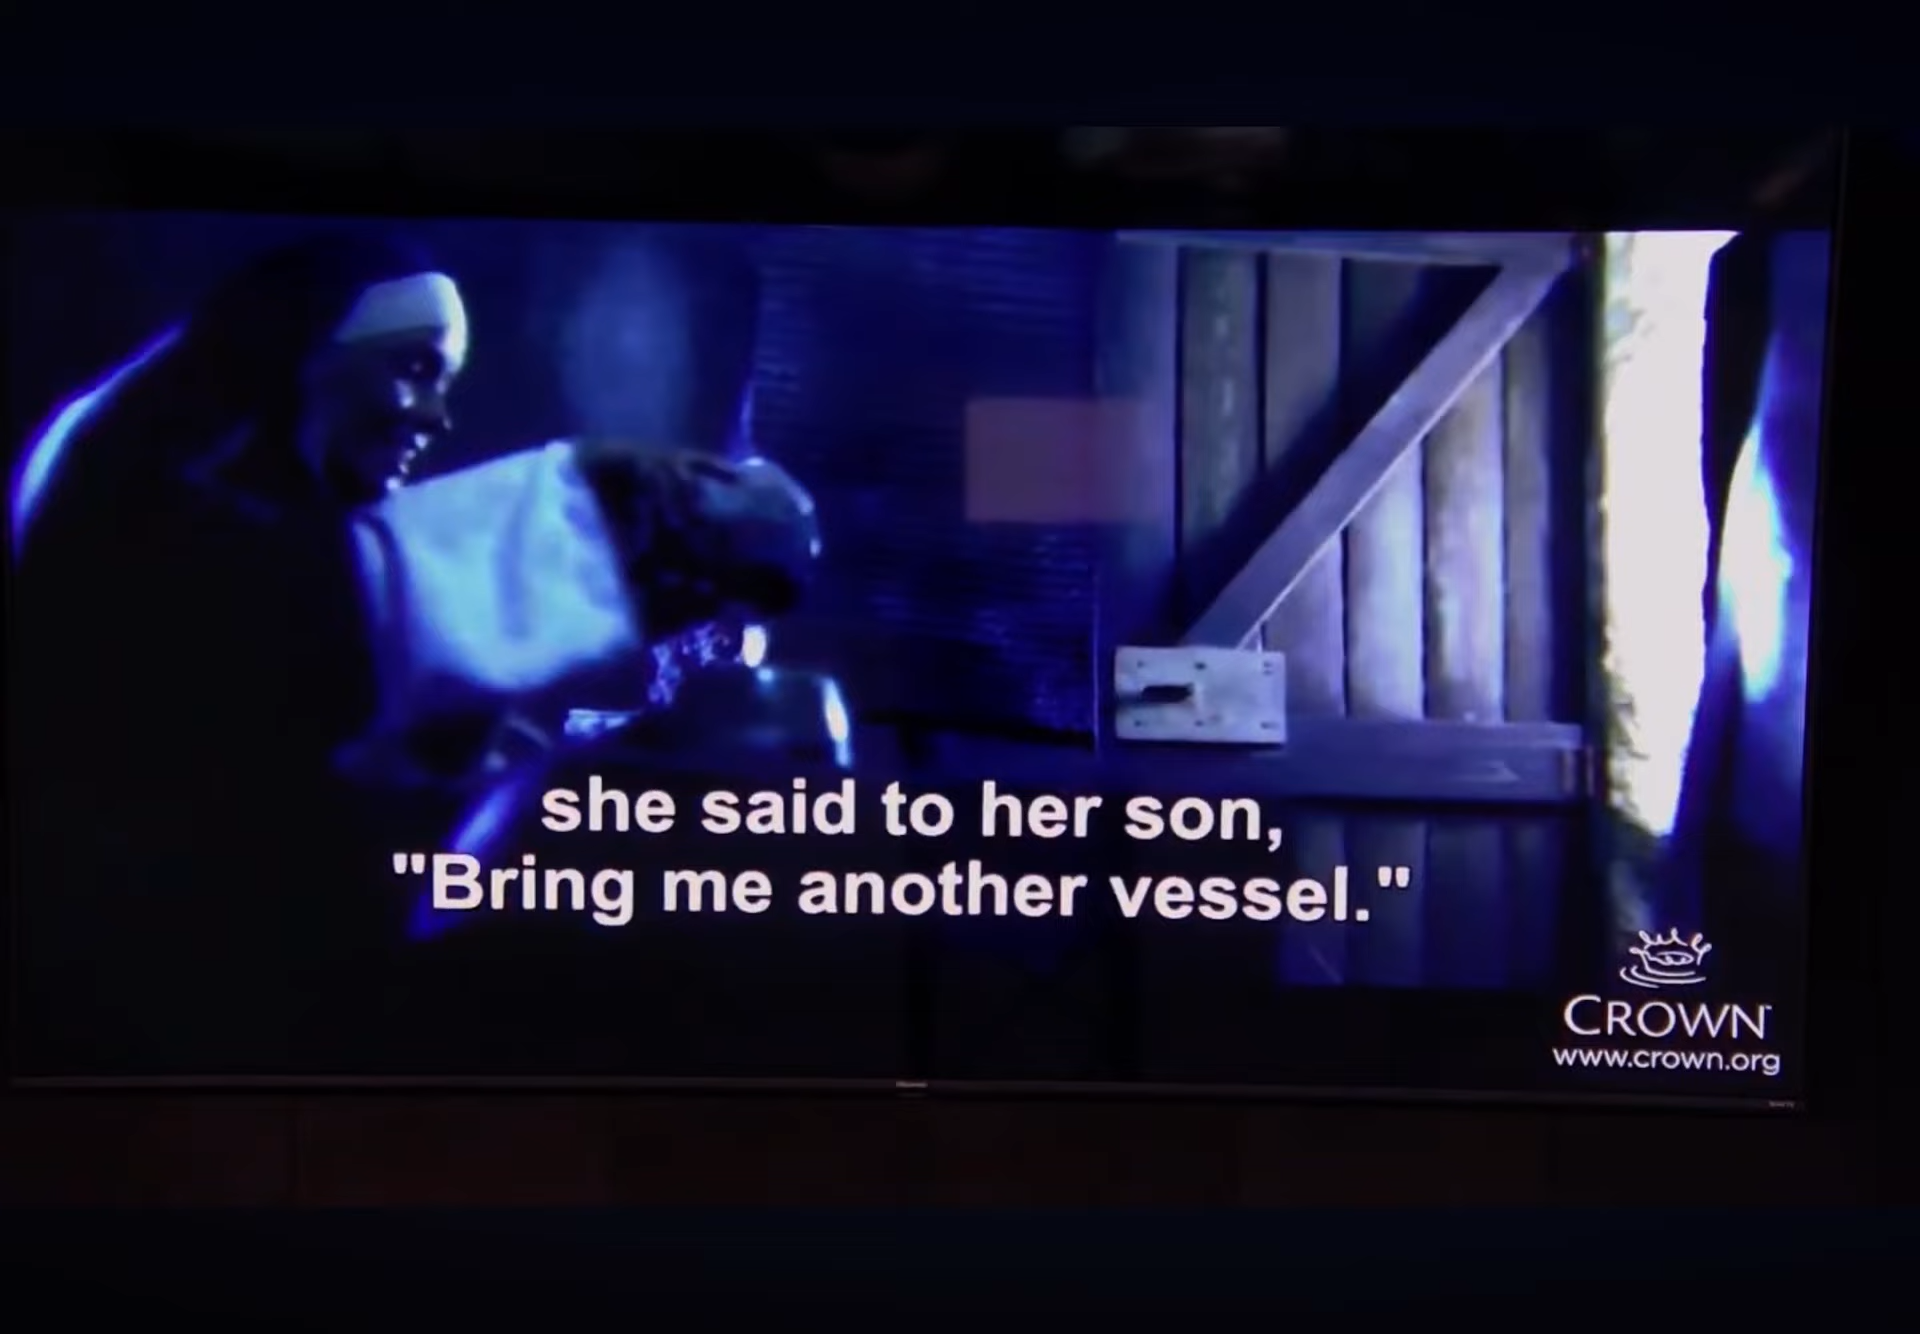 she said to her son,
"Bring me another vessel."
CROWN
www.crown.org